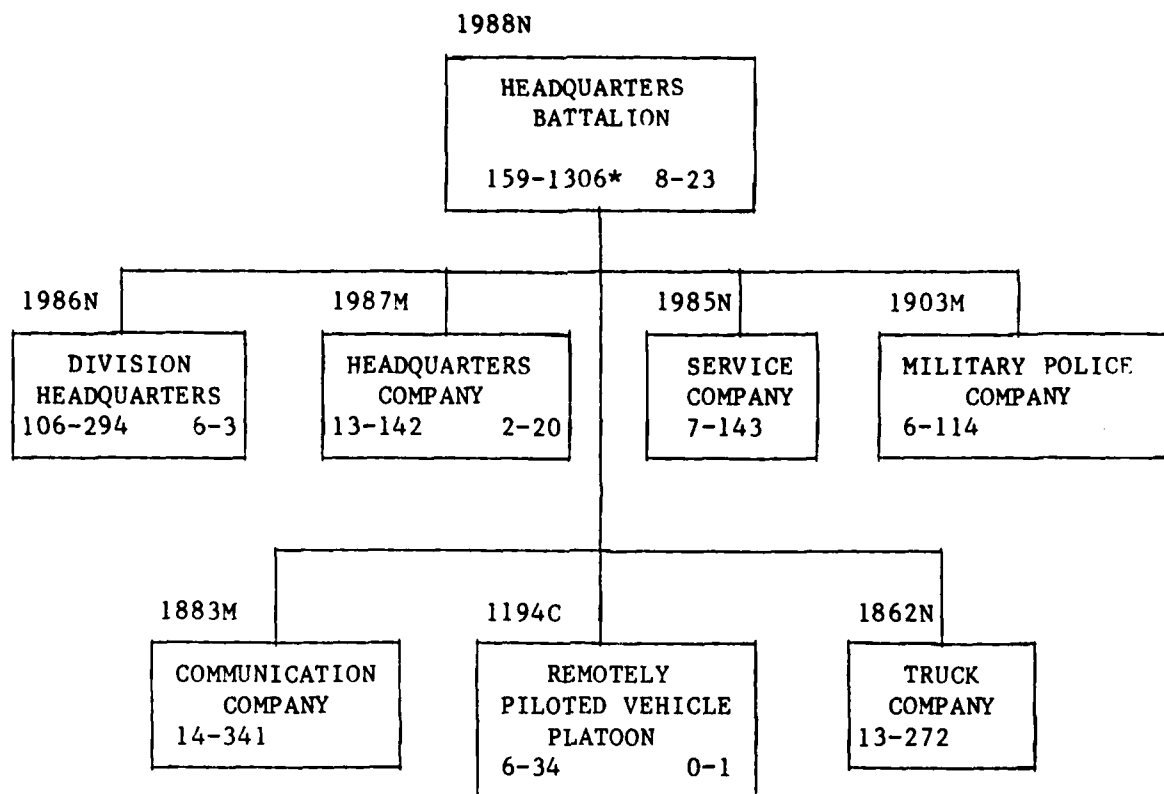 1988N
HEADQUARTERS
BATTALION
159-1306* 8-23
1986N
DIVISION
HEADQUARTERS
106-294 6-3
1987M
HEADQUARTERS
COMPANY
13-142 2-20
1985N
SERVICE
COMPANY
7-143
1903M
MILITARY POLICE
COMPANY
6-114
1883M
COMMUNICATION
COMPANY
14-341
1194C
REMOTELY
PILOTED VEHICLE
PLATOON
6-34 0-1
1862N
TRUCK
COMPANY
13-272